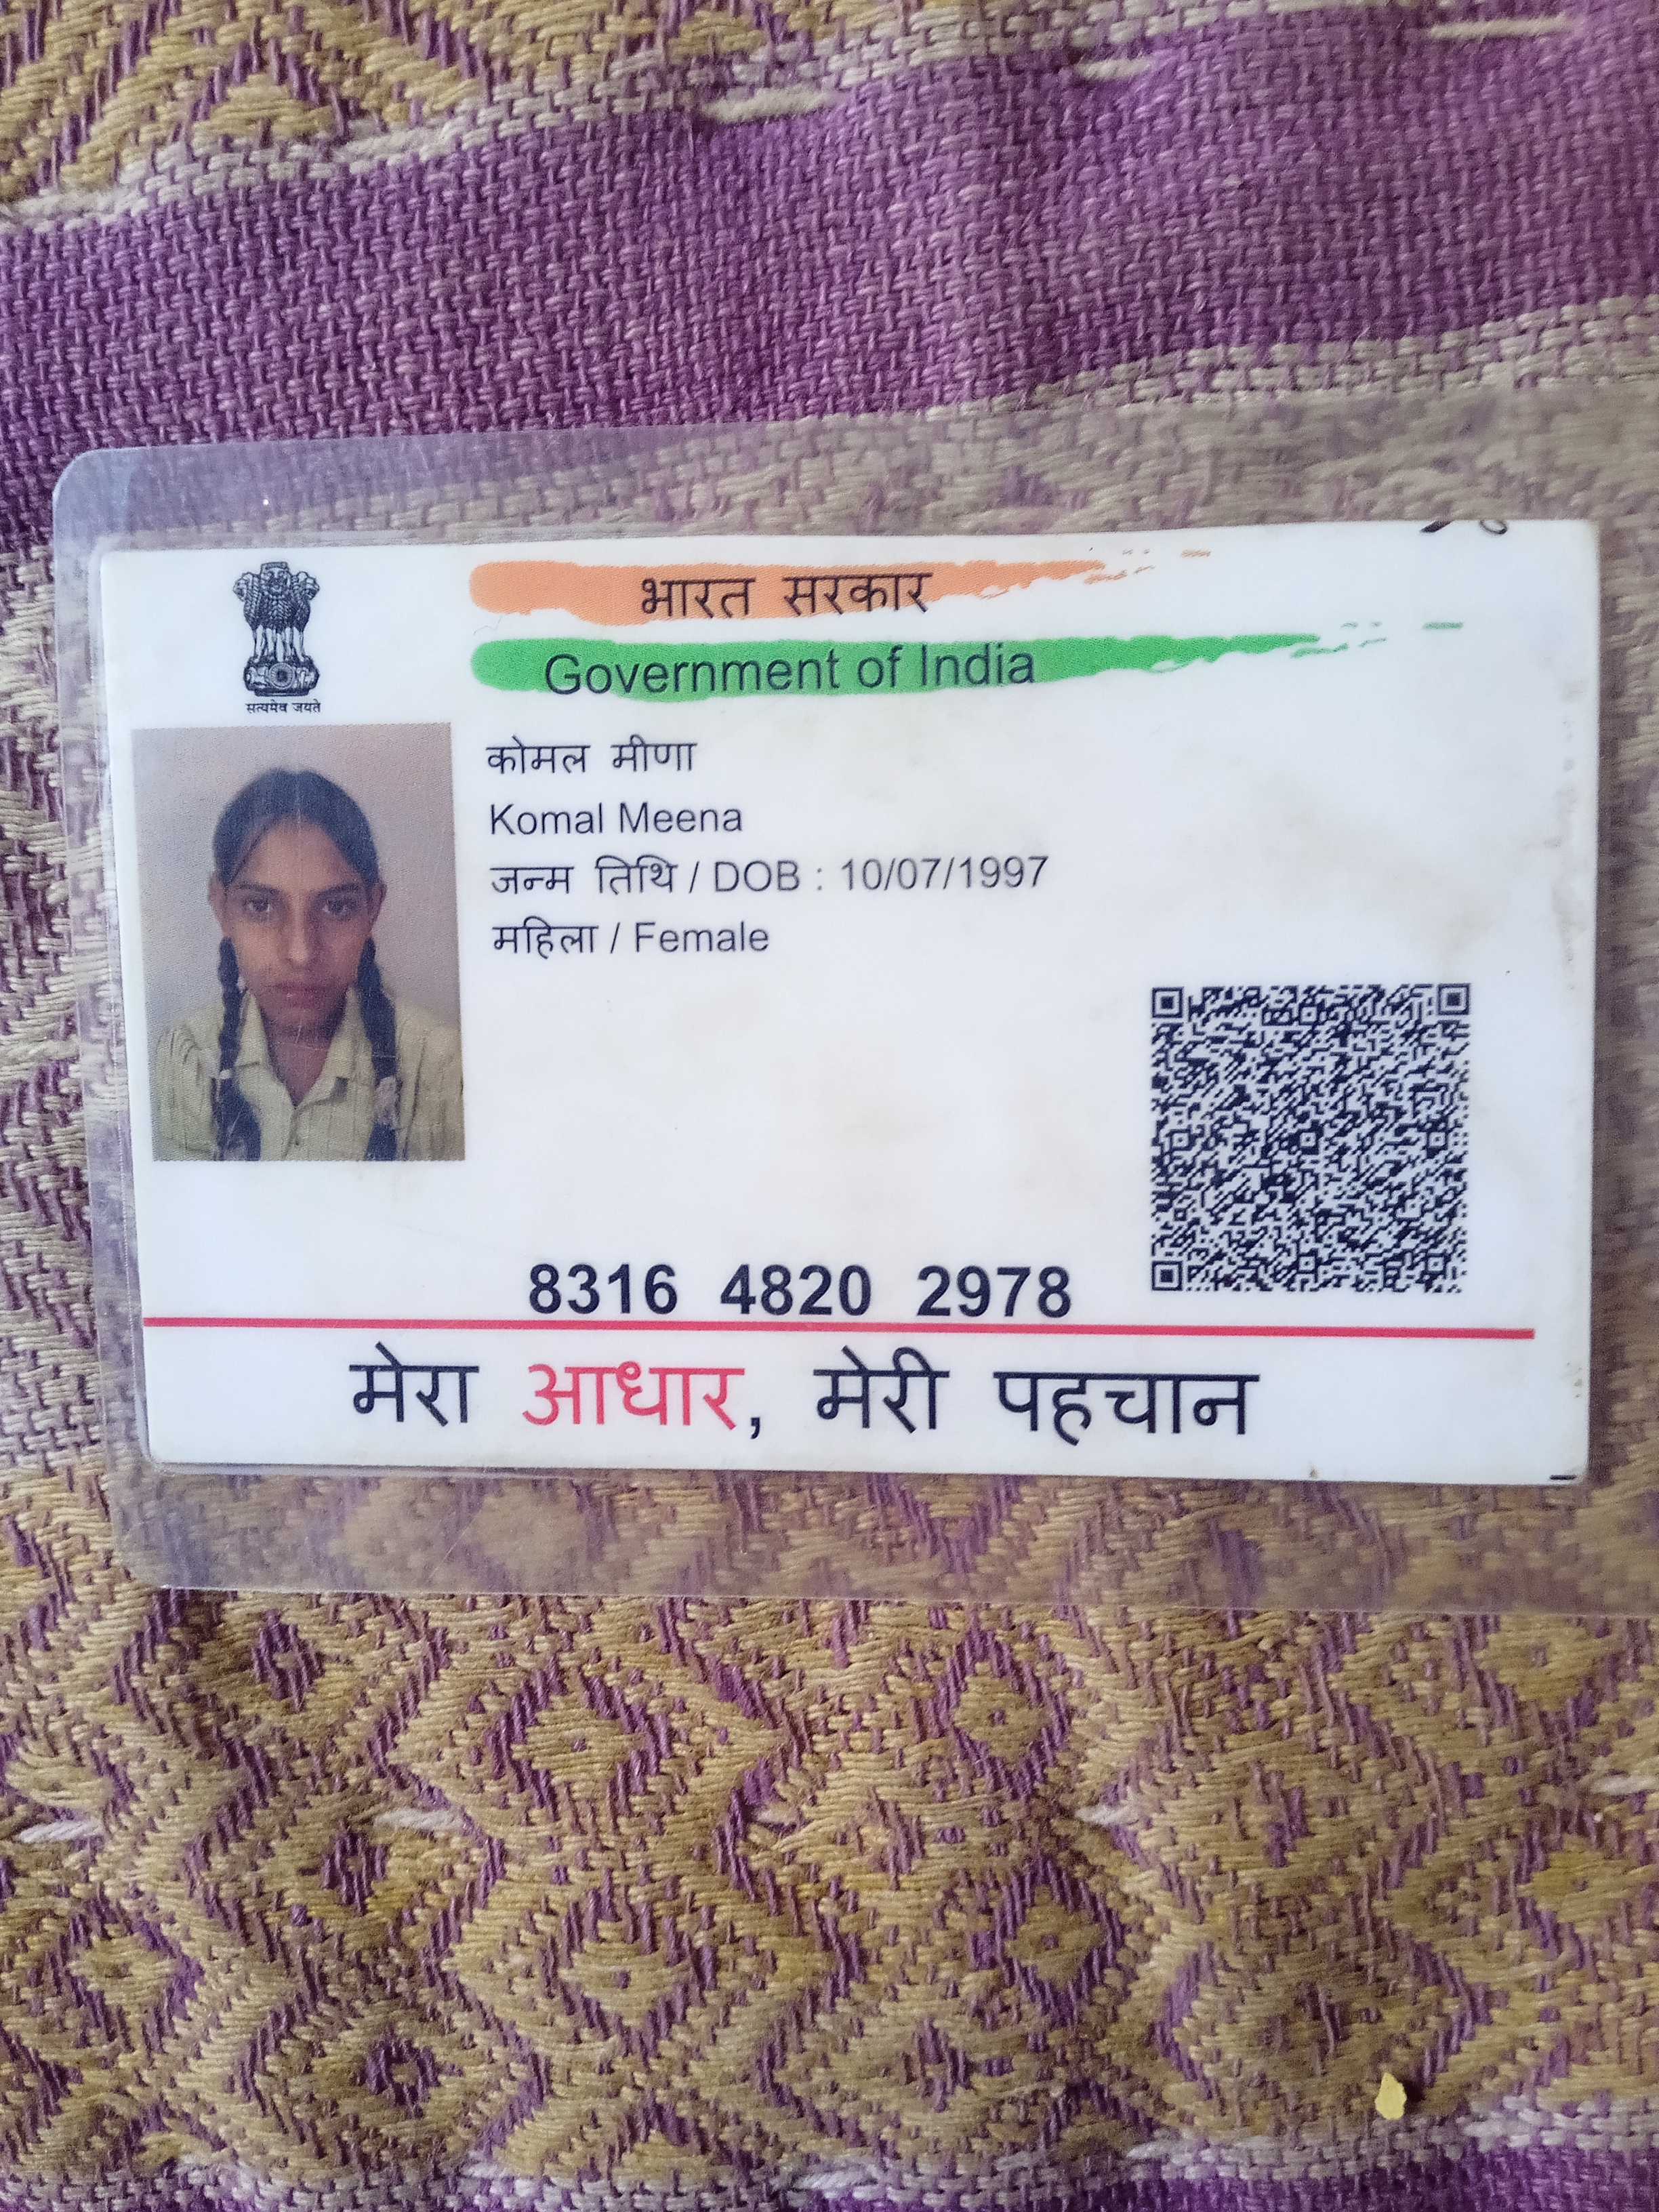 सत्यमेव जयते
भारत सरकार
Government of India
कोमल मीणा
Komal Meena
जन्म तिथि / DOB : 10/07/1997
महिला / Female
8316 4820 2978
मेरा आधार, मेरी पहचान